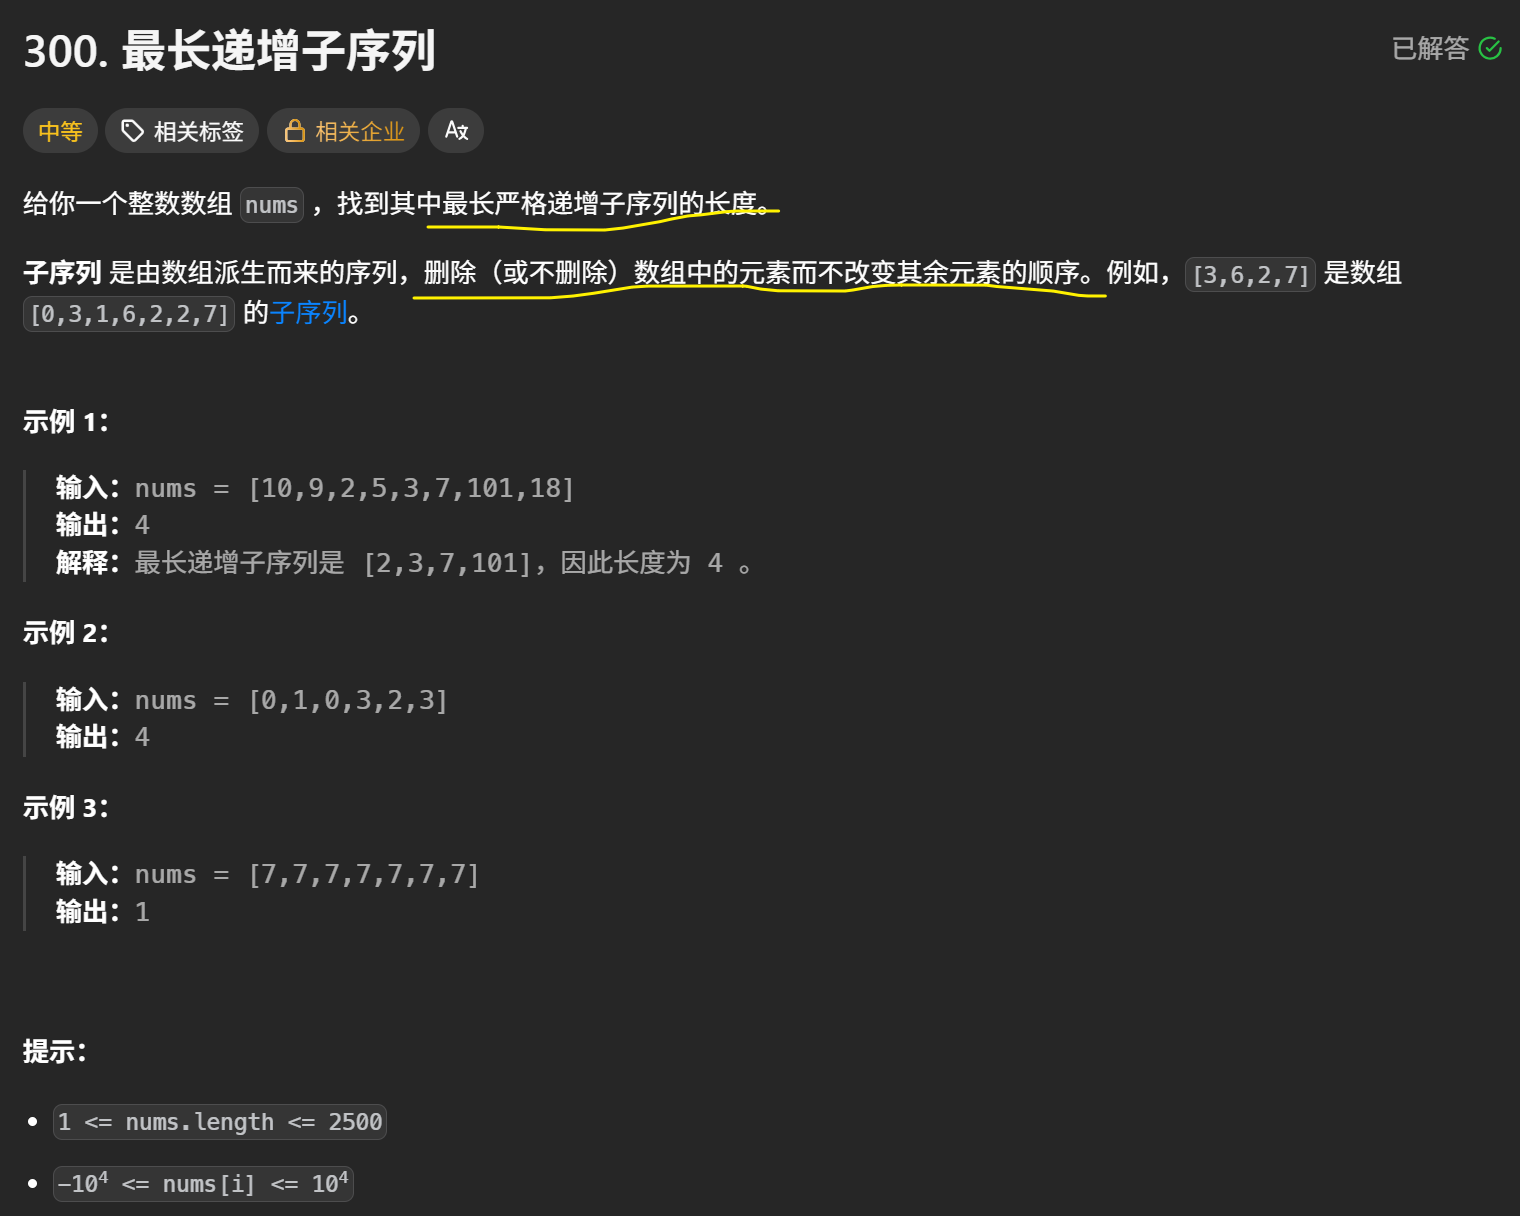 300. 最长递增子序列
已解答
中等 相关标签 相关企业 Ax
给你一个整数数组 nums ，找到其中最长严格递增子序列的长度。
子序列 是由数组派生而来的序列，删除（或不删除）数组中的元素而不改变其余元素的顺序。例如，[3,6,2,7] 是数组
[0,3,1,6,2,2,7] 的子序列。
示例 1：
输入：nums = [10,9,2,5,3,7,101,18]
输出：4
解释：最长递增子序列是 [2,3,7,101]，因此长度为 4 。
示例 2：
输入：nums = [0,1,0,3,2,3]
输出：4
示例 3：
输入：nums = [7,7,7,7,7,7,7]
输出：1
提示：
• 1 <= nums.length <= 2500
• -10⁴ <= nums[i] <= 10⁴